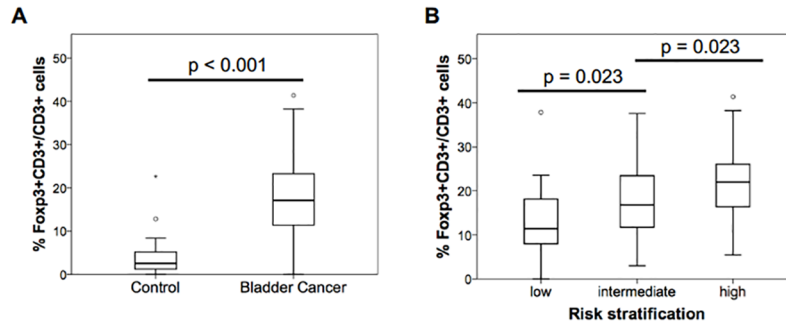 A
% Foxp3+CD3+/CD3+ cells
50
40
30
20
10
0
p < 0.001
Control
Bladder Cancer
B
% Foxp3+CD3+/CD3+ cells
50
40
30
20
10
0
p = 0.023
p = 0.023
low
intermediate
high
Risk stratification